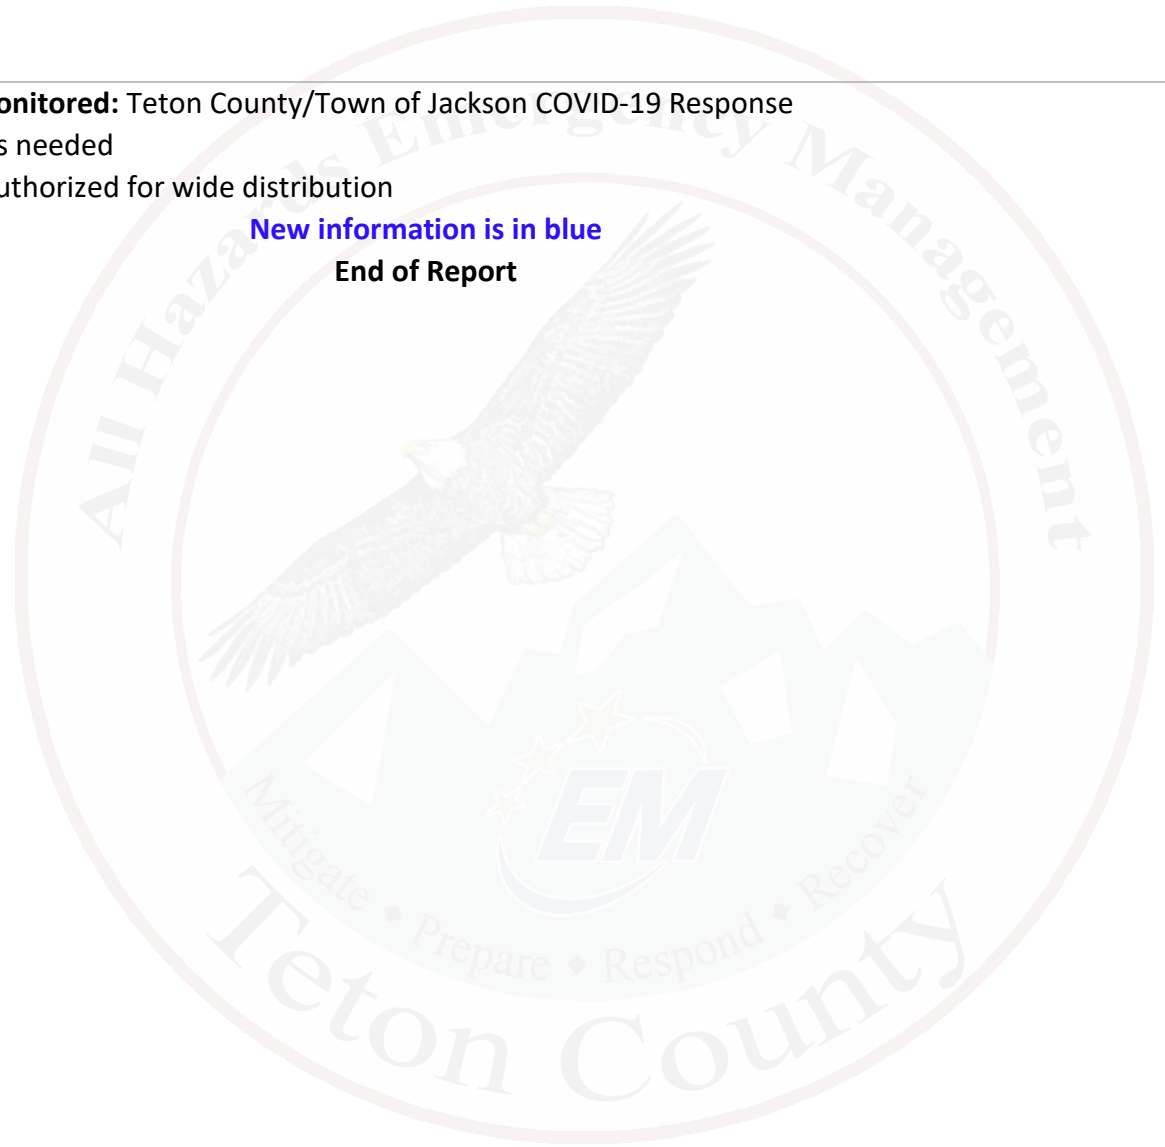 onitored: Teton County/Town of Jackson COVID-19 Response
s needed
uthorized for wide distribution
New information is in blue
End of Report
All Hazards Emergency Management
EM
Mitigate ◆ Prepare ◆ Respond ◆ Recover
Teton County